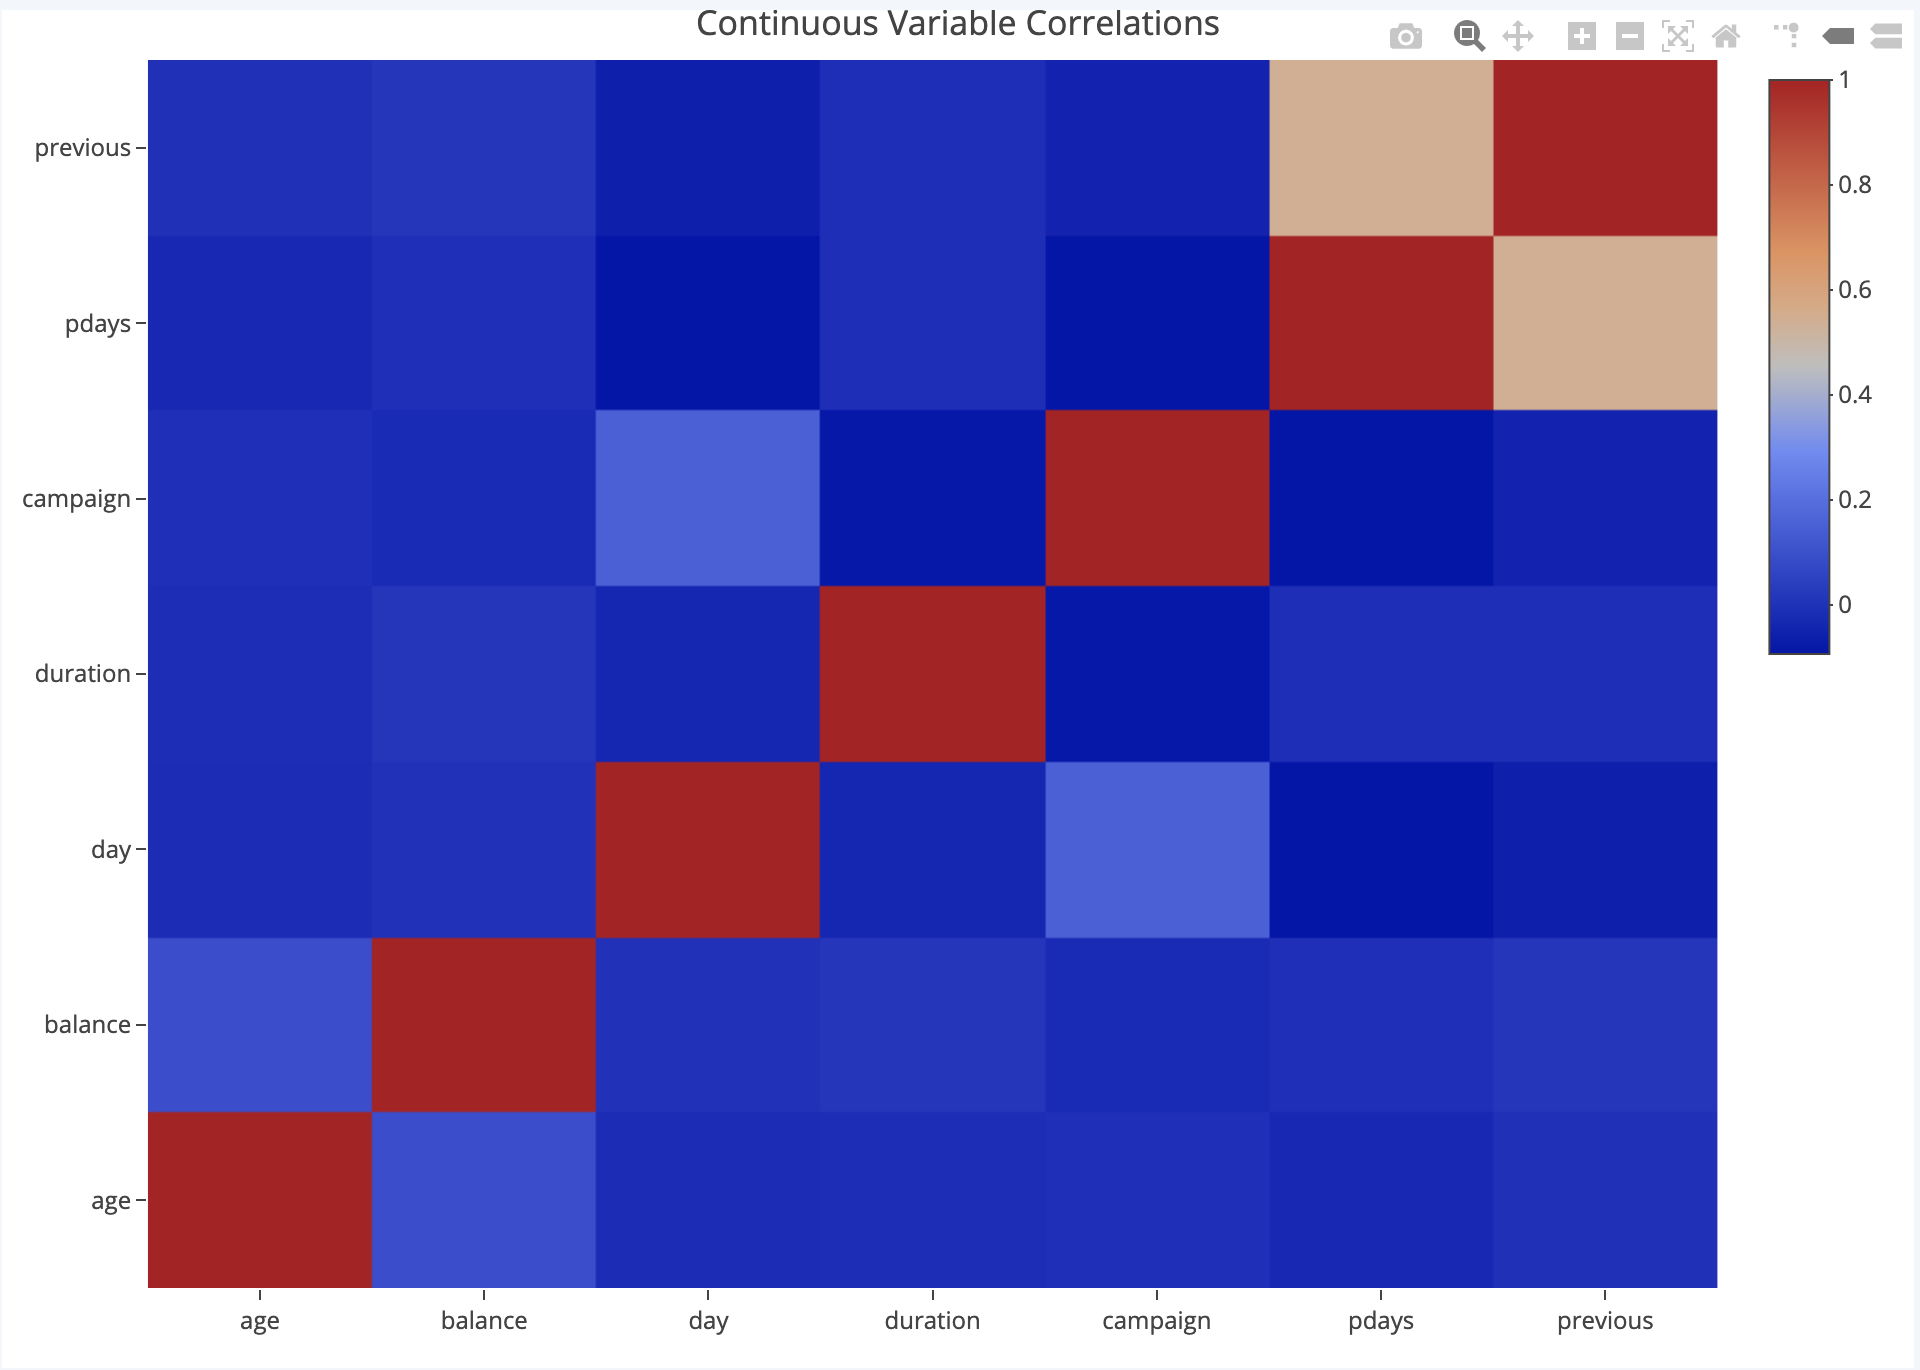 Continuous Variable Correlations
previous
pdays
campaign
duration
day
balance
age
age balance day duration campaign pdays previous
1
0.8
0.6
0.4
0.2
0